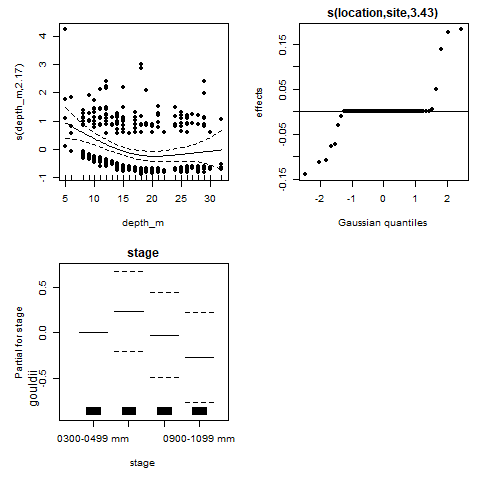 s(depth_m,2.17)
4
3
2
1
0
-1
5 10 15 20 25 30
depth_m
s(location,site,3.43)
effects
0.15
0.05
-0.05
-0.15
-2 -1 0 1 2
Gaussian quantiles
stage
gouldii
Partial for stage
0.5
0.0
-0.5
0300-0499 mm 0900-1099 mm
stage